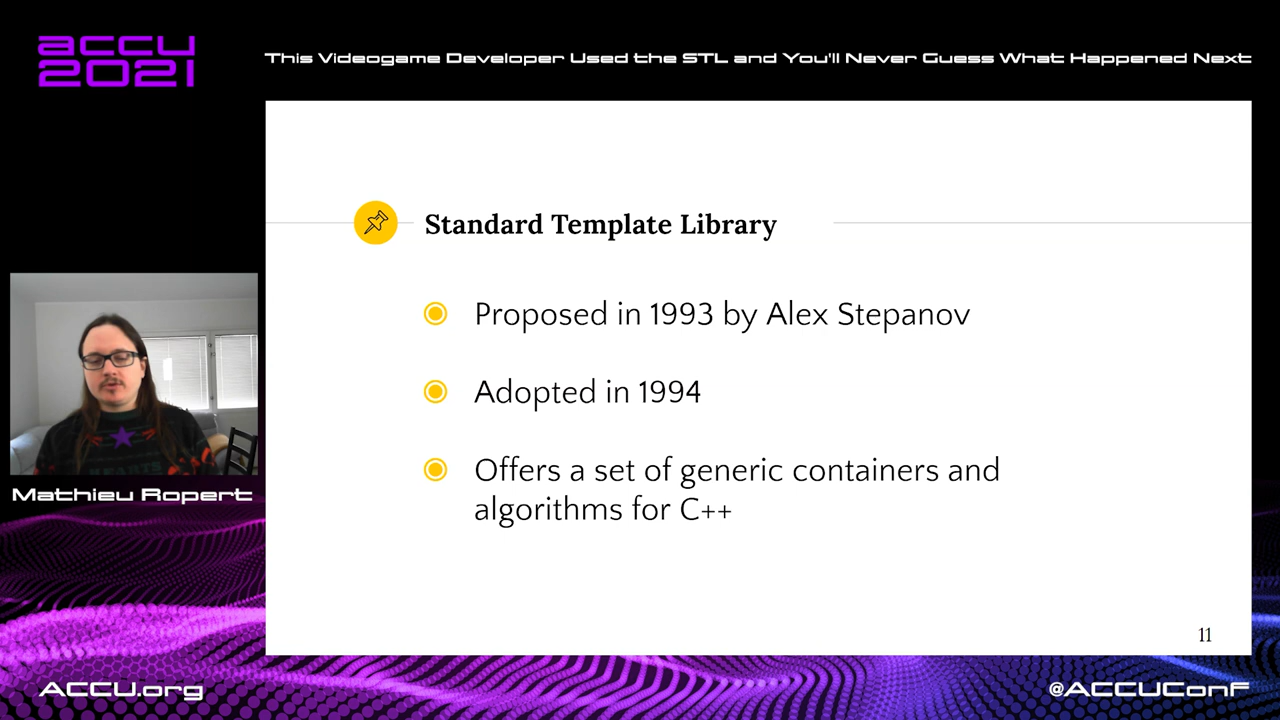 accu
2021
This Videogame Developer Used the STL and You'll Never Guess What Happened Next
Standard Template Library
Proposed in 1993 by Alex Stepanov
Adopted in 1994
Offers a set of generic containers and
algorithms for C++
11
Mathieu Ropert
ACCU.org
@ACCUConf